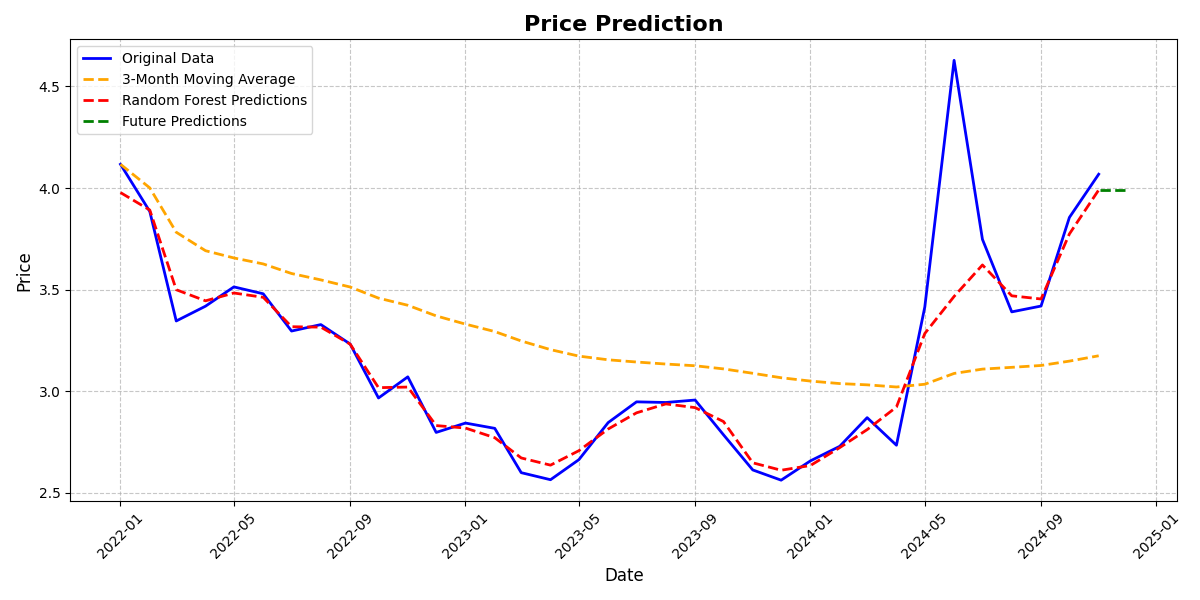 Price Prediction
Original Data
3-Month Moving Average
Random Forest Predictions
Future Predictions
Price
4.5
4.0
3.5
3.0
2.5
2022-01
2022-05
2022-09
2023-01
2023-05
2023-09
2024-01
2024-05
2024-09
2025-01
Date